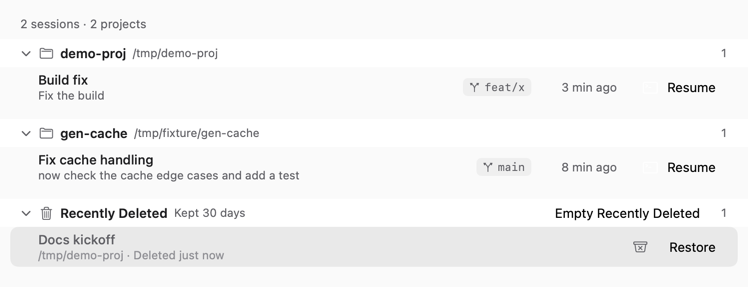 2 sessions · 2 projects
demo-proj /tmp/demo-proj 1
Build fix
Fix the build
feat/x 3 min ago Resume
gen-cache /tmp/fixture/gen-cache 1
Fix cache handling
now check the cache edge cases and add a test
main 8 min ago Resume
Recently Deleted Kept 30 days Empty Recently Deleted 1
Docs kickoff
/tmp/demo-proj · Deleted just now
Restore